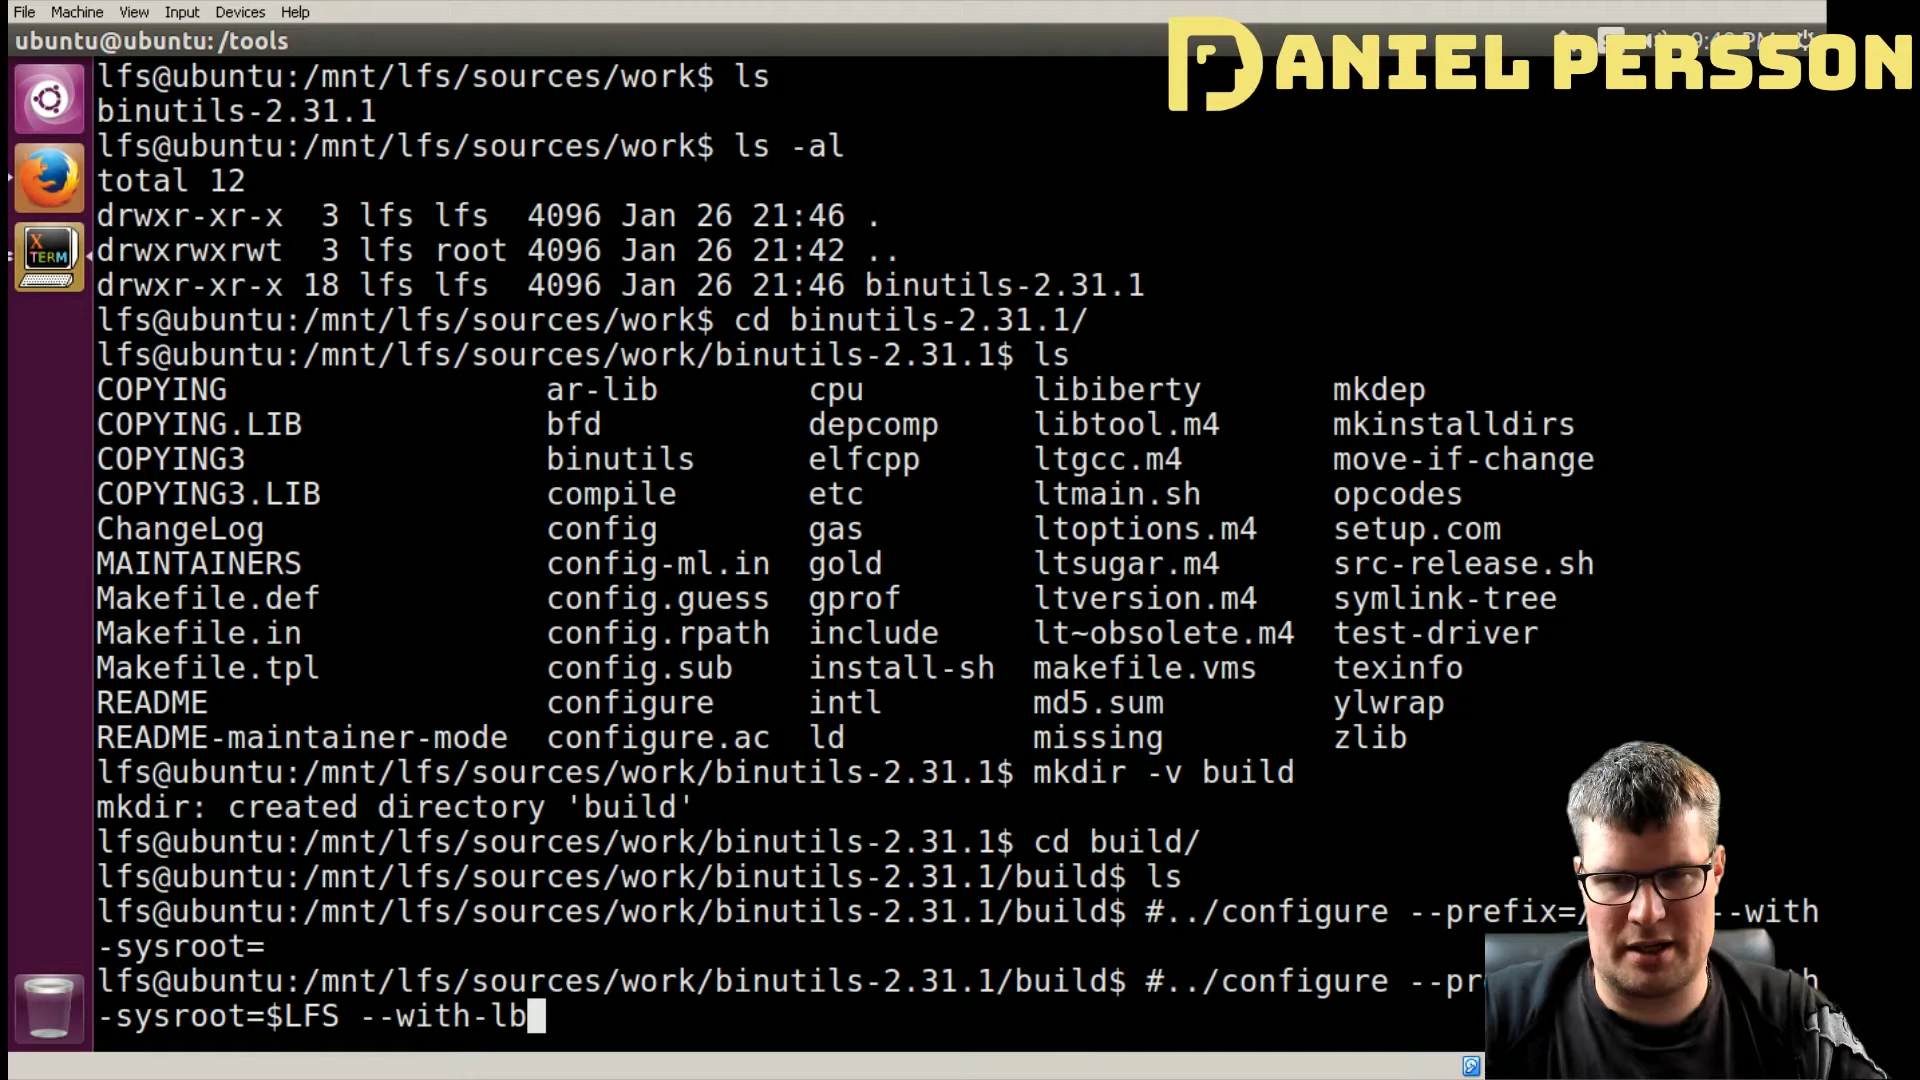 File Machine View Input Devices Help
ubuntu@ubuntu: /tools
DANIEL PERSSON
lfs@ubuntu:/mnt/lfs/sources/work$ ls
binutils-2.31.1
lfs@ubuntu:/mnt/lfs/sources/work$ ls -al
total 12
drwxr-xr-x  3 lfs lfs  4096 Jan 26 21:46 .
drwxrwxrwt  3 lfs root 4096 Jan 26 21:42 ..
drwxr-xr-x 18 lfs lfs  4096 Jan 26 21:46 binutils-2.31.1
lfs@ubuntu:/mnt/lfs/sources/work$ cd binutils-2.31.1/
lfs@ubuntu:/mnt/lfs/sources/work/binutils-2.31.1$ ls
COPYING ar-lib cpu libiberty mkdep
COPYING.LIB bfd depcomp libtool.m4 mkinstalldirs
COPYING3 binutils elfcpp ltgcc.m4 move-if-change
COPYING3.LIB compile etc ltmain.sh opcodes
ChangeLog config gas ltoptions.m4 setup.com
MAINTAINERS config-ml.in gold ltsugar.m4 src-release.sh
Makefile.def config.guess gprof ltversion.m4 symlink-tree
Makefile.in config.rpath include lt~obsolete.m4 test-driver
Makefile.tpl config.sub install-sh makefile.vms texinfo
README configure intl md5.sum ylwrap
README-maintainer-mode configure.ac ld missing zlib
lfs@ubuntu:/mnt/lfs/sources/work/binutils-2.31.1$ mkdir -v build
mkdir: created directory 'build'
lfs@ubuntu:/mnt/lfs/sources/work/binutils-2.31.1$ cd build/
lfs@ubuntu:/mnt/lfs/sources/work/binutils-2.31.1/build$ ls
lfs@ubuntu:/mnt/lfs/sources/work/binutils-2.31.1/build$ #../configure --prefix=/ --with
-sysroot=
lfs@ubuntu:/mnt/lfs/sources/work/binutils-2.31.1/build$ #../configure
-sysroot=$LFS --with-lb
XTERM